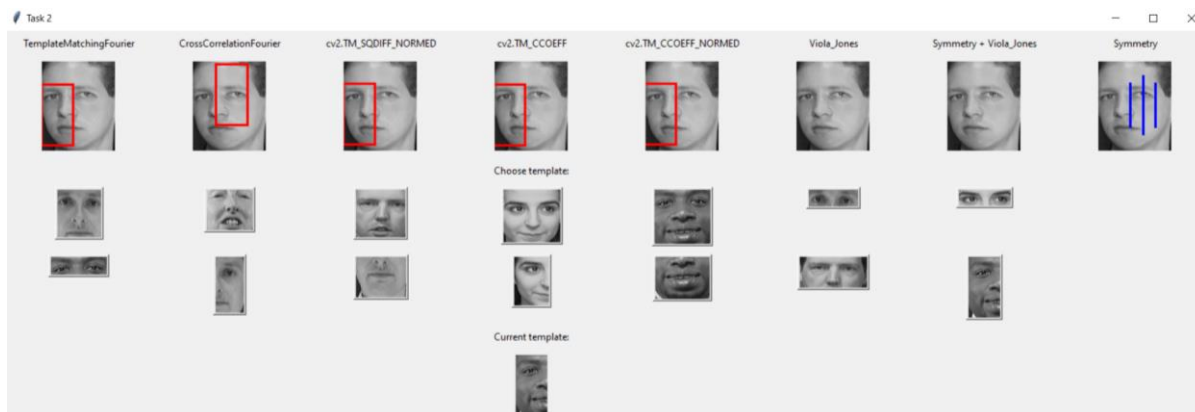 Task 2
TemplateMatchingFourier CrossCorrelationFourier cv2.TM_SQDIFF_NORMED cv2.TM_CCOEFF cv2.TM_CCOEFF_NORMED Viola_Jones Symmetry + Viola_Jones Symmetry
Choose template:
Current template: